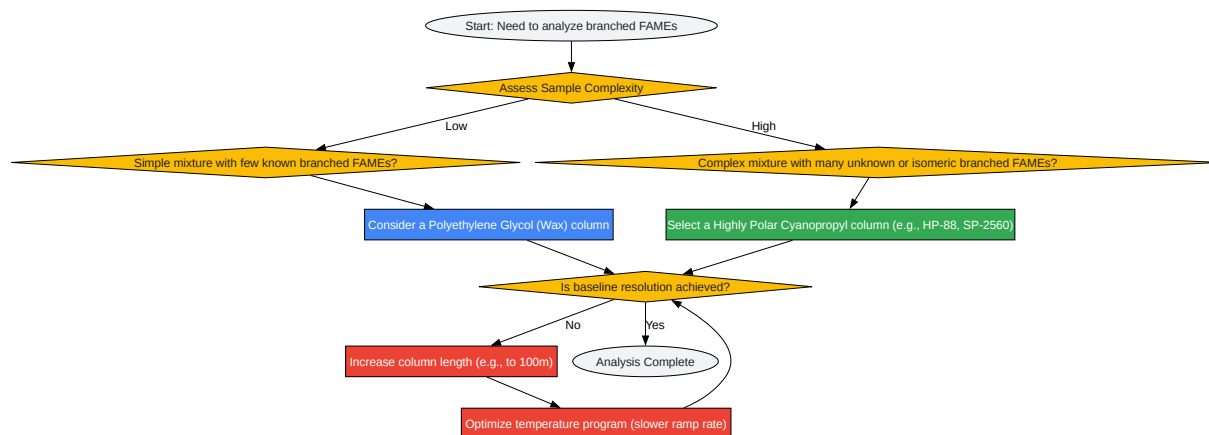 Start: Need to analyze branched FAMEs
Assess Sample Complexity
Low
High
Simple mixture with few known branched FAMEs?
Complex mixture with many unknown or isomeric branched FAMEs?
Consider a Polyethylene Glycol (Wax) column
Select a Highly Polar Cyanopropyl column (e.g., HP-88, SP-2560)
Is baseline resolution achieved?
No
Yes
Increase column length (e.g., to 100m)
Analysis Complete
Optimize temperature program (slower ramp rate)